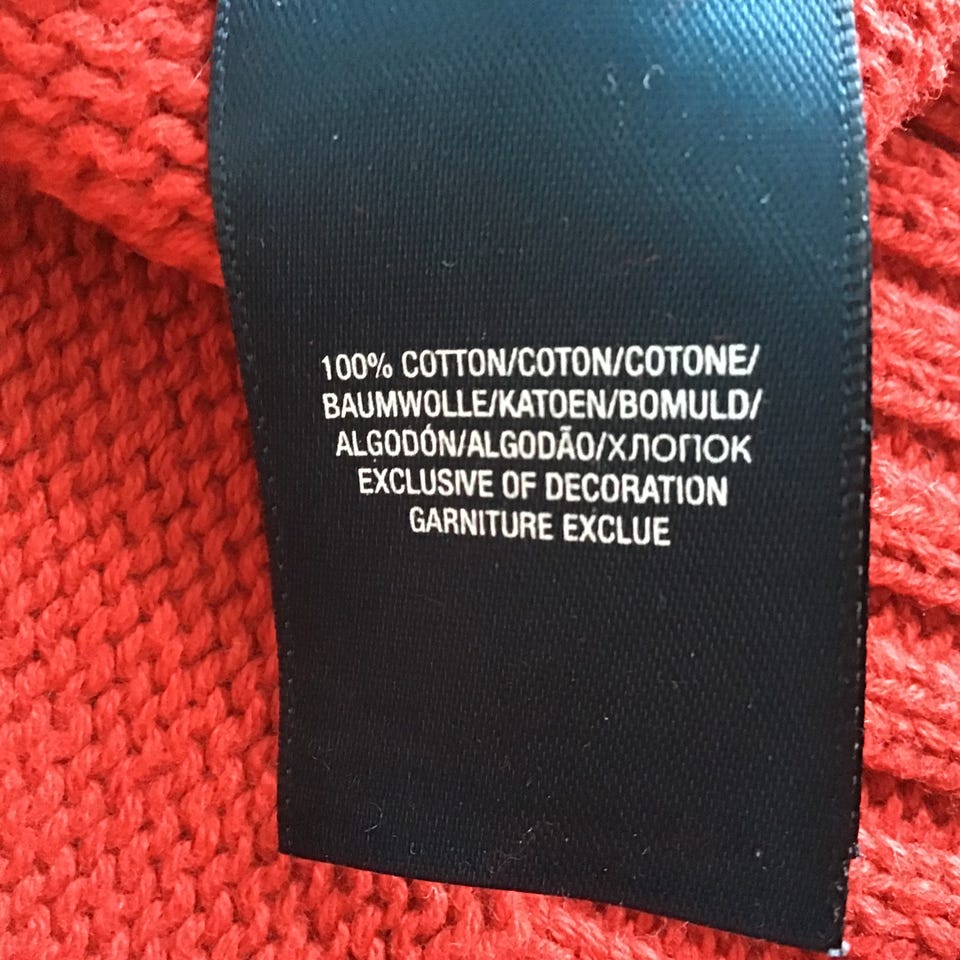 100% COTTON/COTON/COTONE/
BAUMWOLLE/KATOEN/BOMULD/
ALGODÓN/ALGODÃO/ХЛОПОК
EXCLUSIVE OF DECORATION
GARNITURE EXCLUE